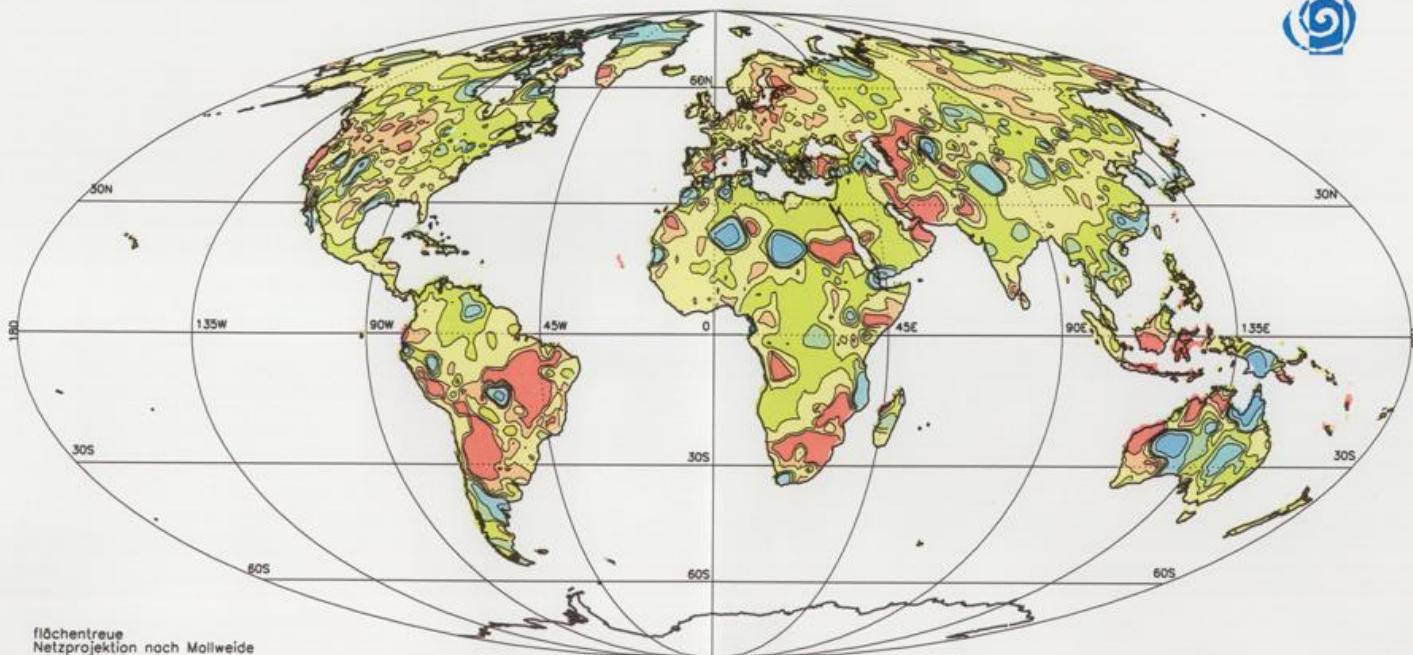 60N
30N
30N
180
135W
90W
45W
0
45E
90E
135E
30S
30S
30S
60S
60S
60S
flächentreue
Netzprojektion nach Mollweide